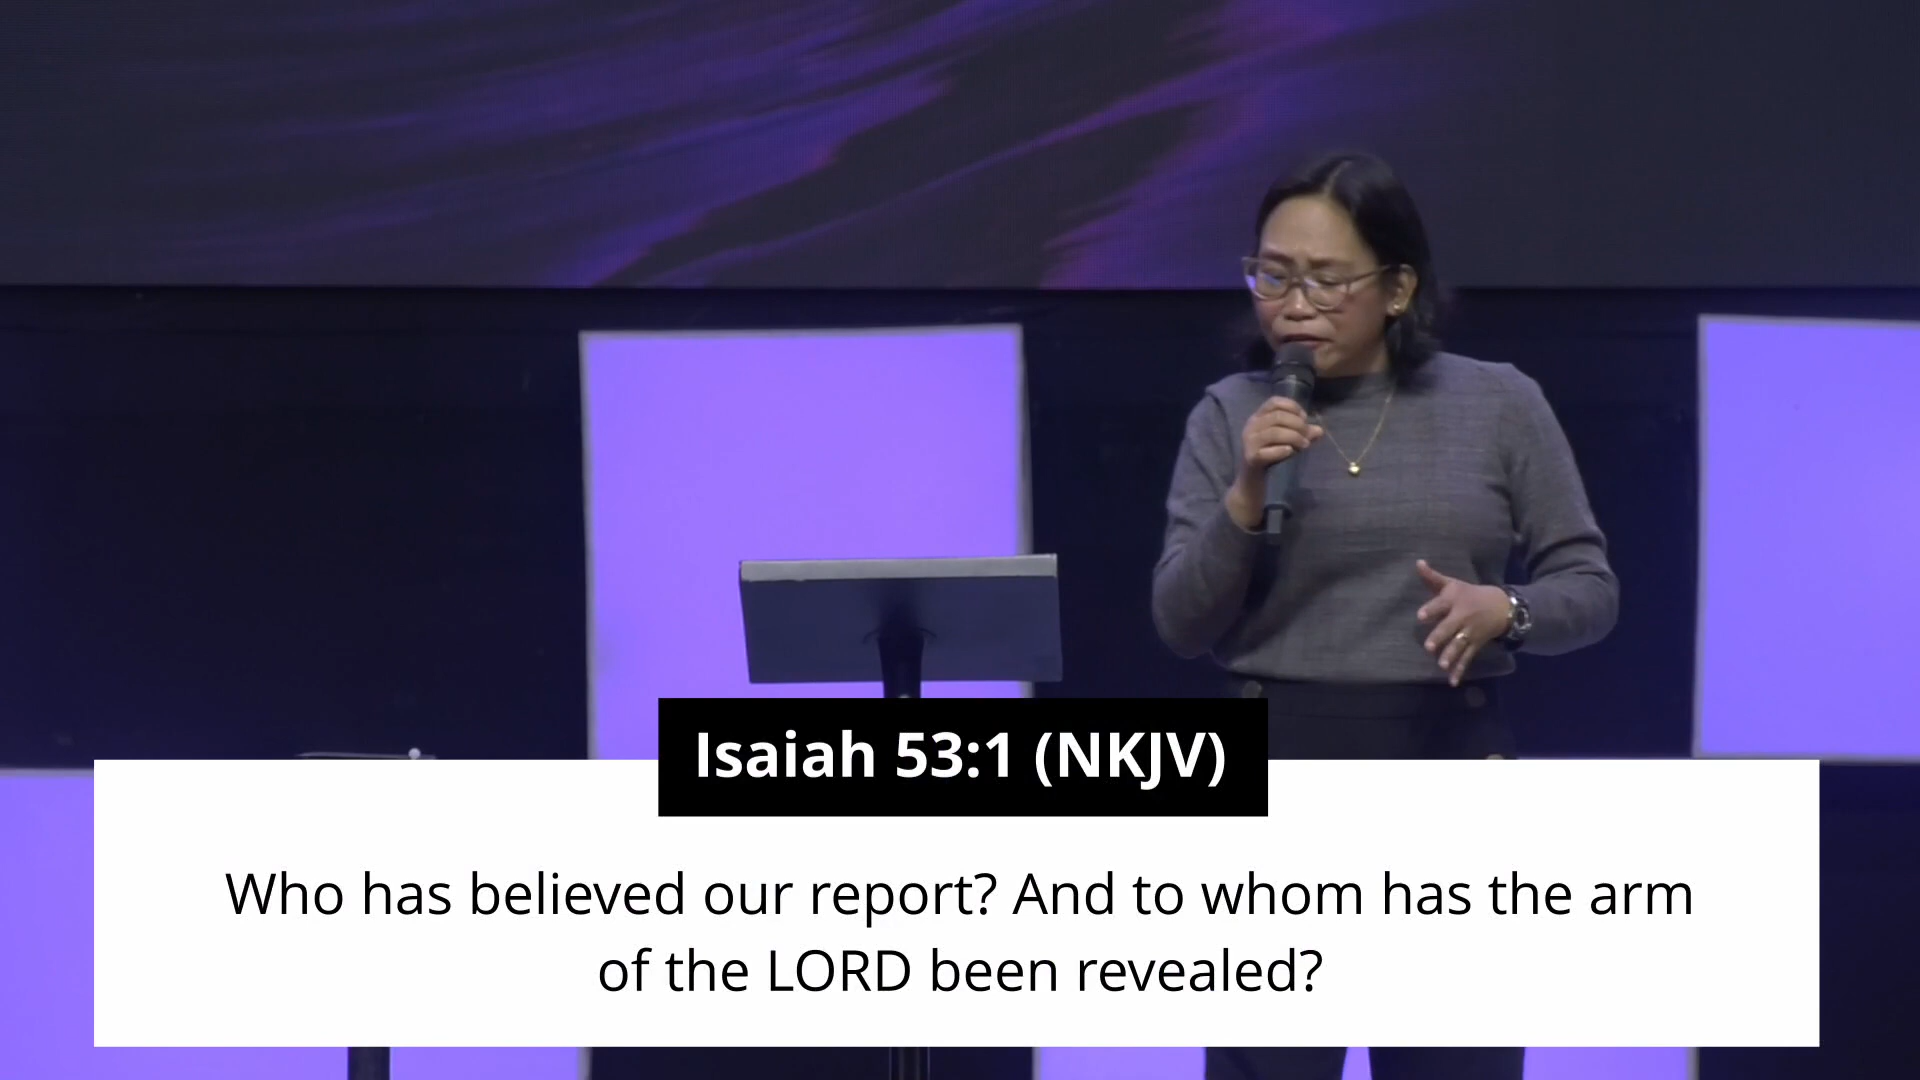 Isaiah 53:1 (NKJV)
Who has believed our report? And to whom has the arm
of the LORD been revealed?